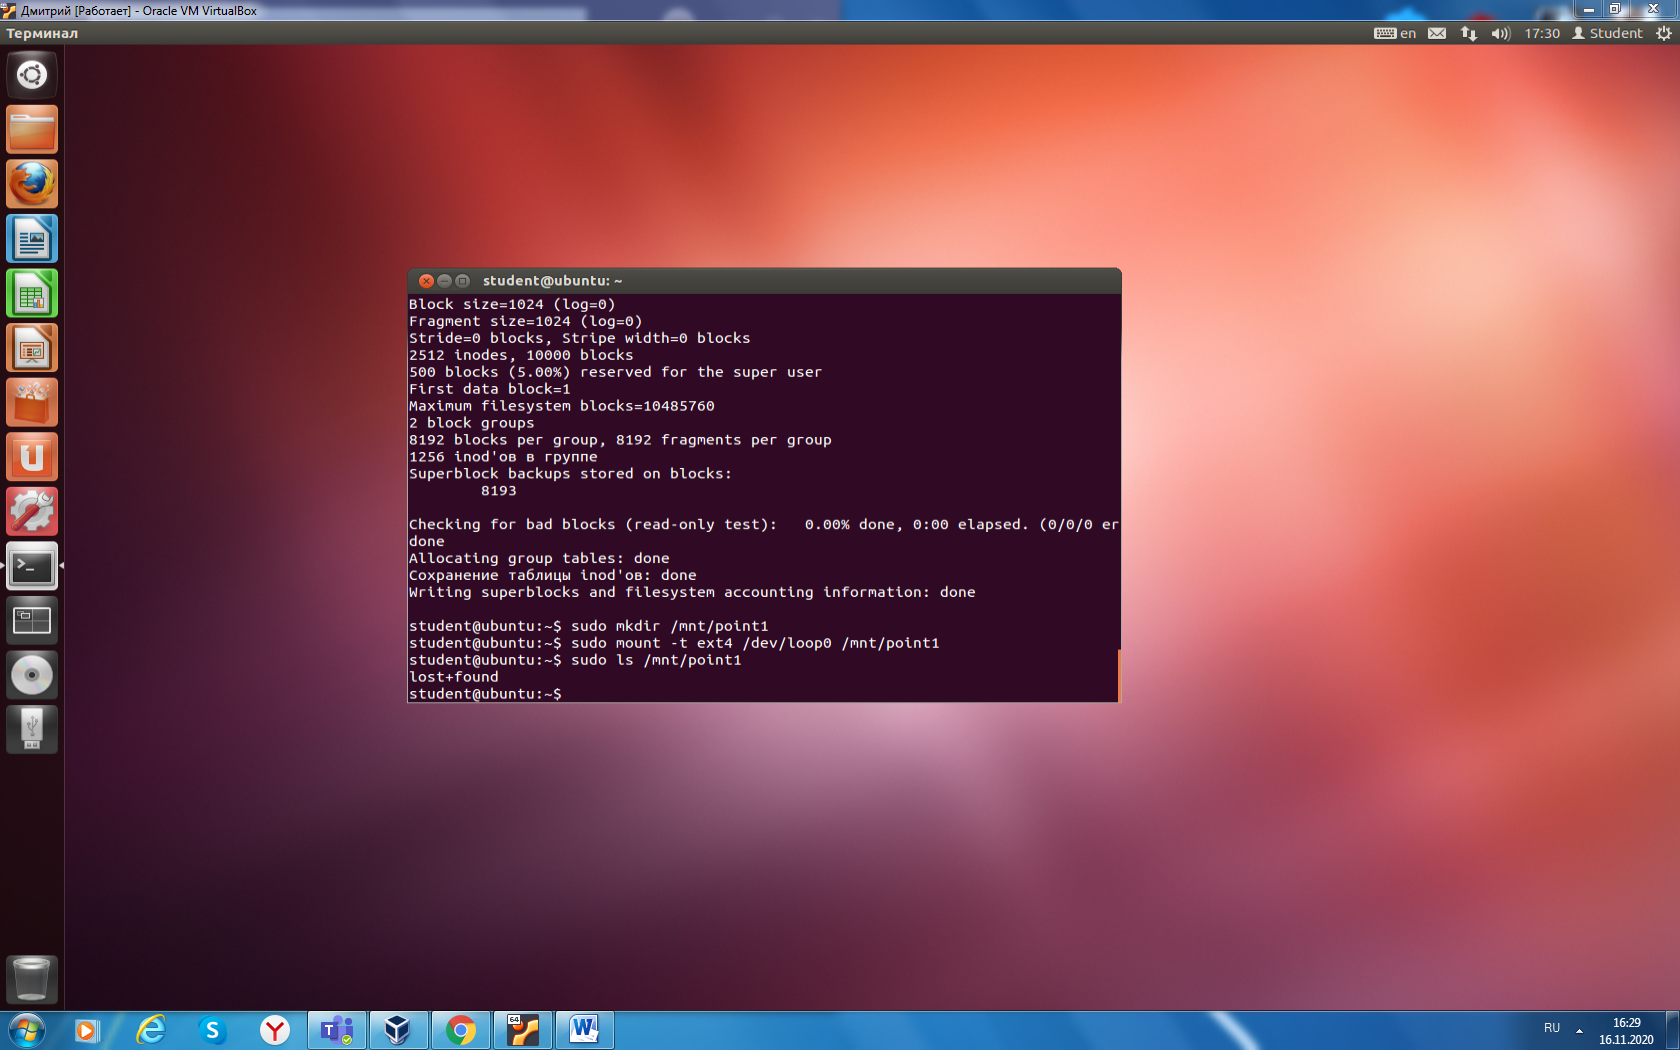 Дмитрий [Работает] - Oracle VM VirtualBox
Терминал
en
17:30
Student
student@ubuntu: ~
Block size=1024 (log=0)
Fragment size=1024 (log=0)
Stride=0 blocks, Stripe width=0 blocks
2512 inodes, 10000 blocks
500 blocks (5.00%) reserved for the super user
First data block=1
Maximum filesystem blocks=10485760
2 block groups
8192 blocks per group, 8192 fragments per group
1256 inod'ов в группе
Superblock backups stored on blocks:
8193
Checking for bad blocks (read-only test):   0.00% done, 0:00 elapsed. (0/0/0 er
done
Allocating group tables: done
Сохранение таблицы inod'ов: done
Writing superblocks and filesystem accounting information: done
student@ubuntu:~$ sudo mkdir /mnt/point1
student@ubuntu:~$ sudo mount -t ext4 /dev/loop0 /mnt/point1
student@ubuntu:~$ sudo ls /mnt/point1
lost+found
student@ubuntu:~$
64
RU
16:29
16.11.2020